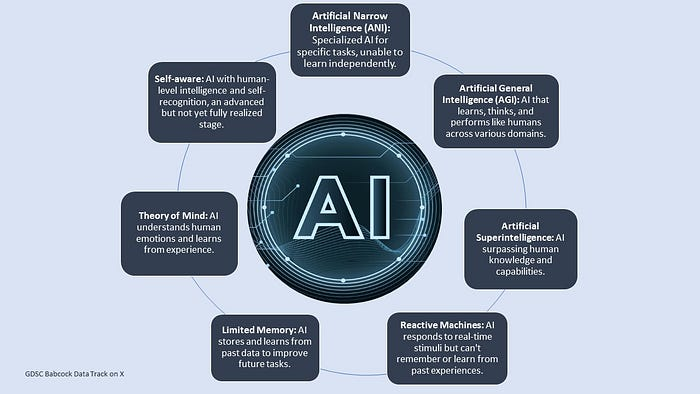 Artificial Narrow
Intelligence (ANI):
Specialized AI for
specific tasks, unable to
learn independently.
Artificial General
Intelligence (AGI): AI that
learns, thinks, and
performs like humans
across various domains.
Artificial
Superintelligence: AI
surpassing human
knowledge and
capabilities.
Reactive Machines: AI
responds to real-time
stimuli but can't
remember or learn from
past experiences.
Limited Memory: AI
stores and learns from
past data to improve
future tasks.
Theory of Mind: AI
understands human
emotions and learns
from experience.
Self-aware: AI with human-
level intelligence and self-
recognition, an advanced
but not yet fully realized
stage.
AI
GDSC Babcock Data Track on X